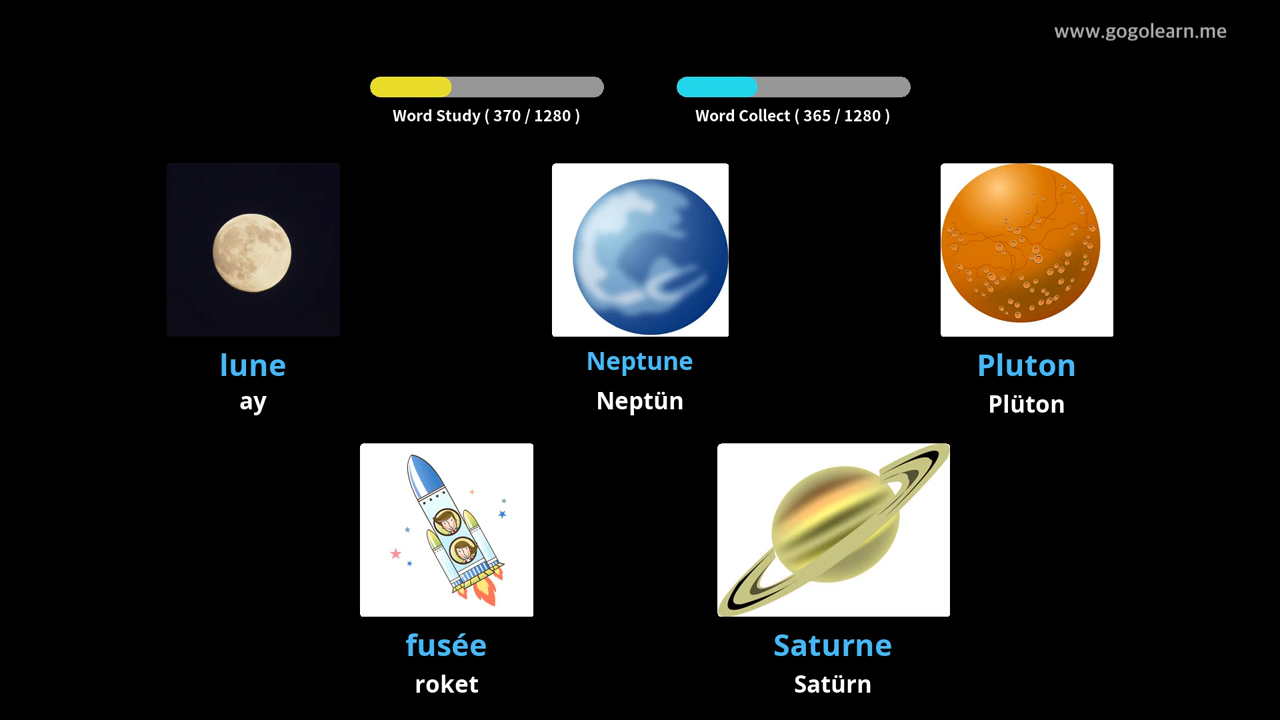 www.gogolearn.me
Word Study ( 370 / 1280 )
Word Collect ( 365 / 1280 )
lune
ay
Neptune
Neptün
Pluton
Plüton
fusée
roket
Saturne
Satürn